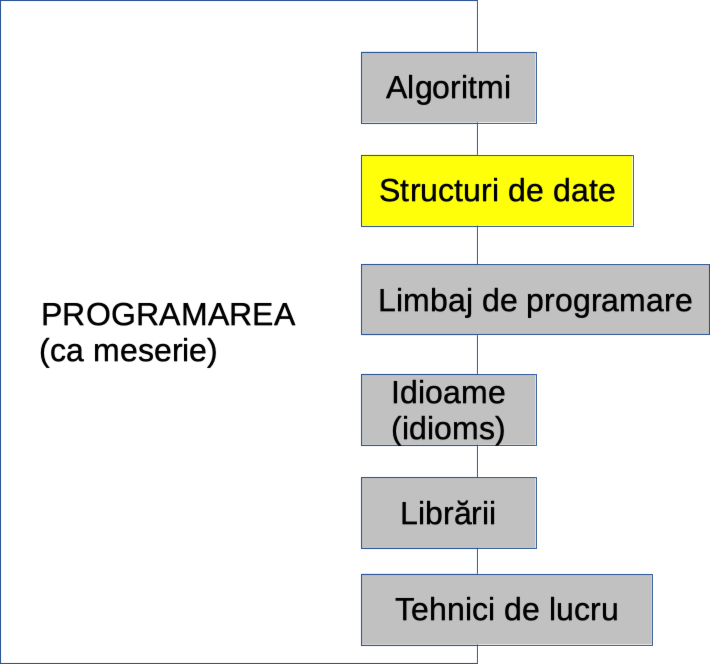 Algoritmi
Structuri de date
Limbaj de programare
PROGRAMAREA
(ca meserie)
Idioame
(idioms)
Librării
Tehnici de lucru